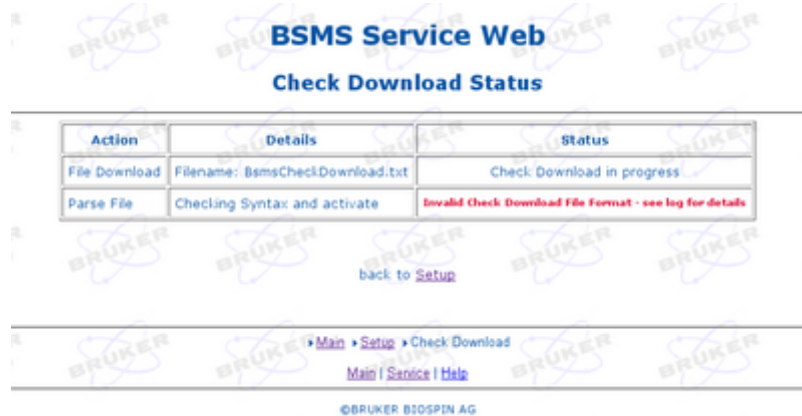 BSMS Service Web
Check Download Status
Action Details Status
File Download Filename: BsmsCheckDownload.txt Check Download in progress
Parse File Checking Syntax and activate Invalid Check Download File Format - see log for details
back to Setup
Main Setup Check Download
Main | Service | Help
©BRUKER BIOSPIN AG
BRUKER